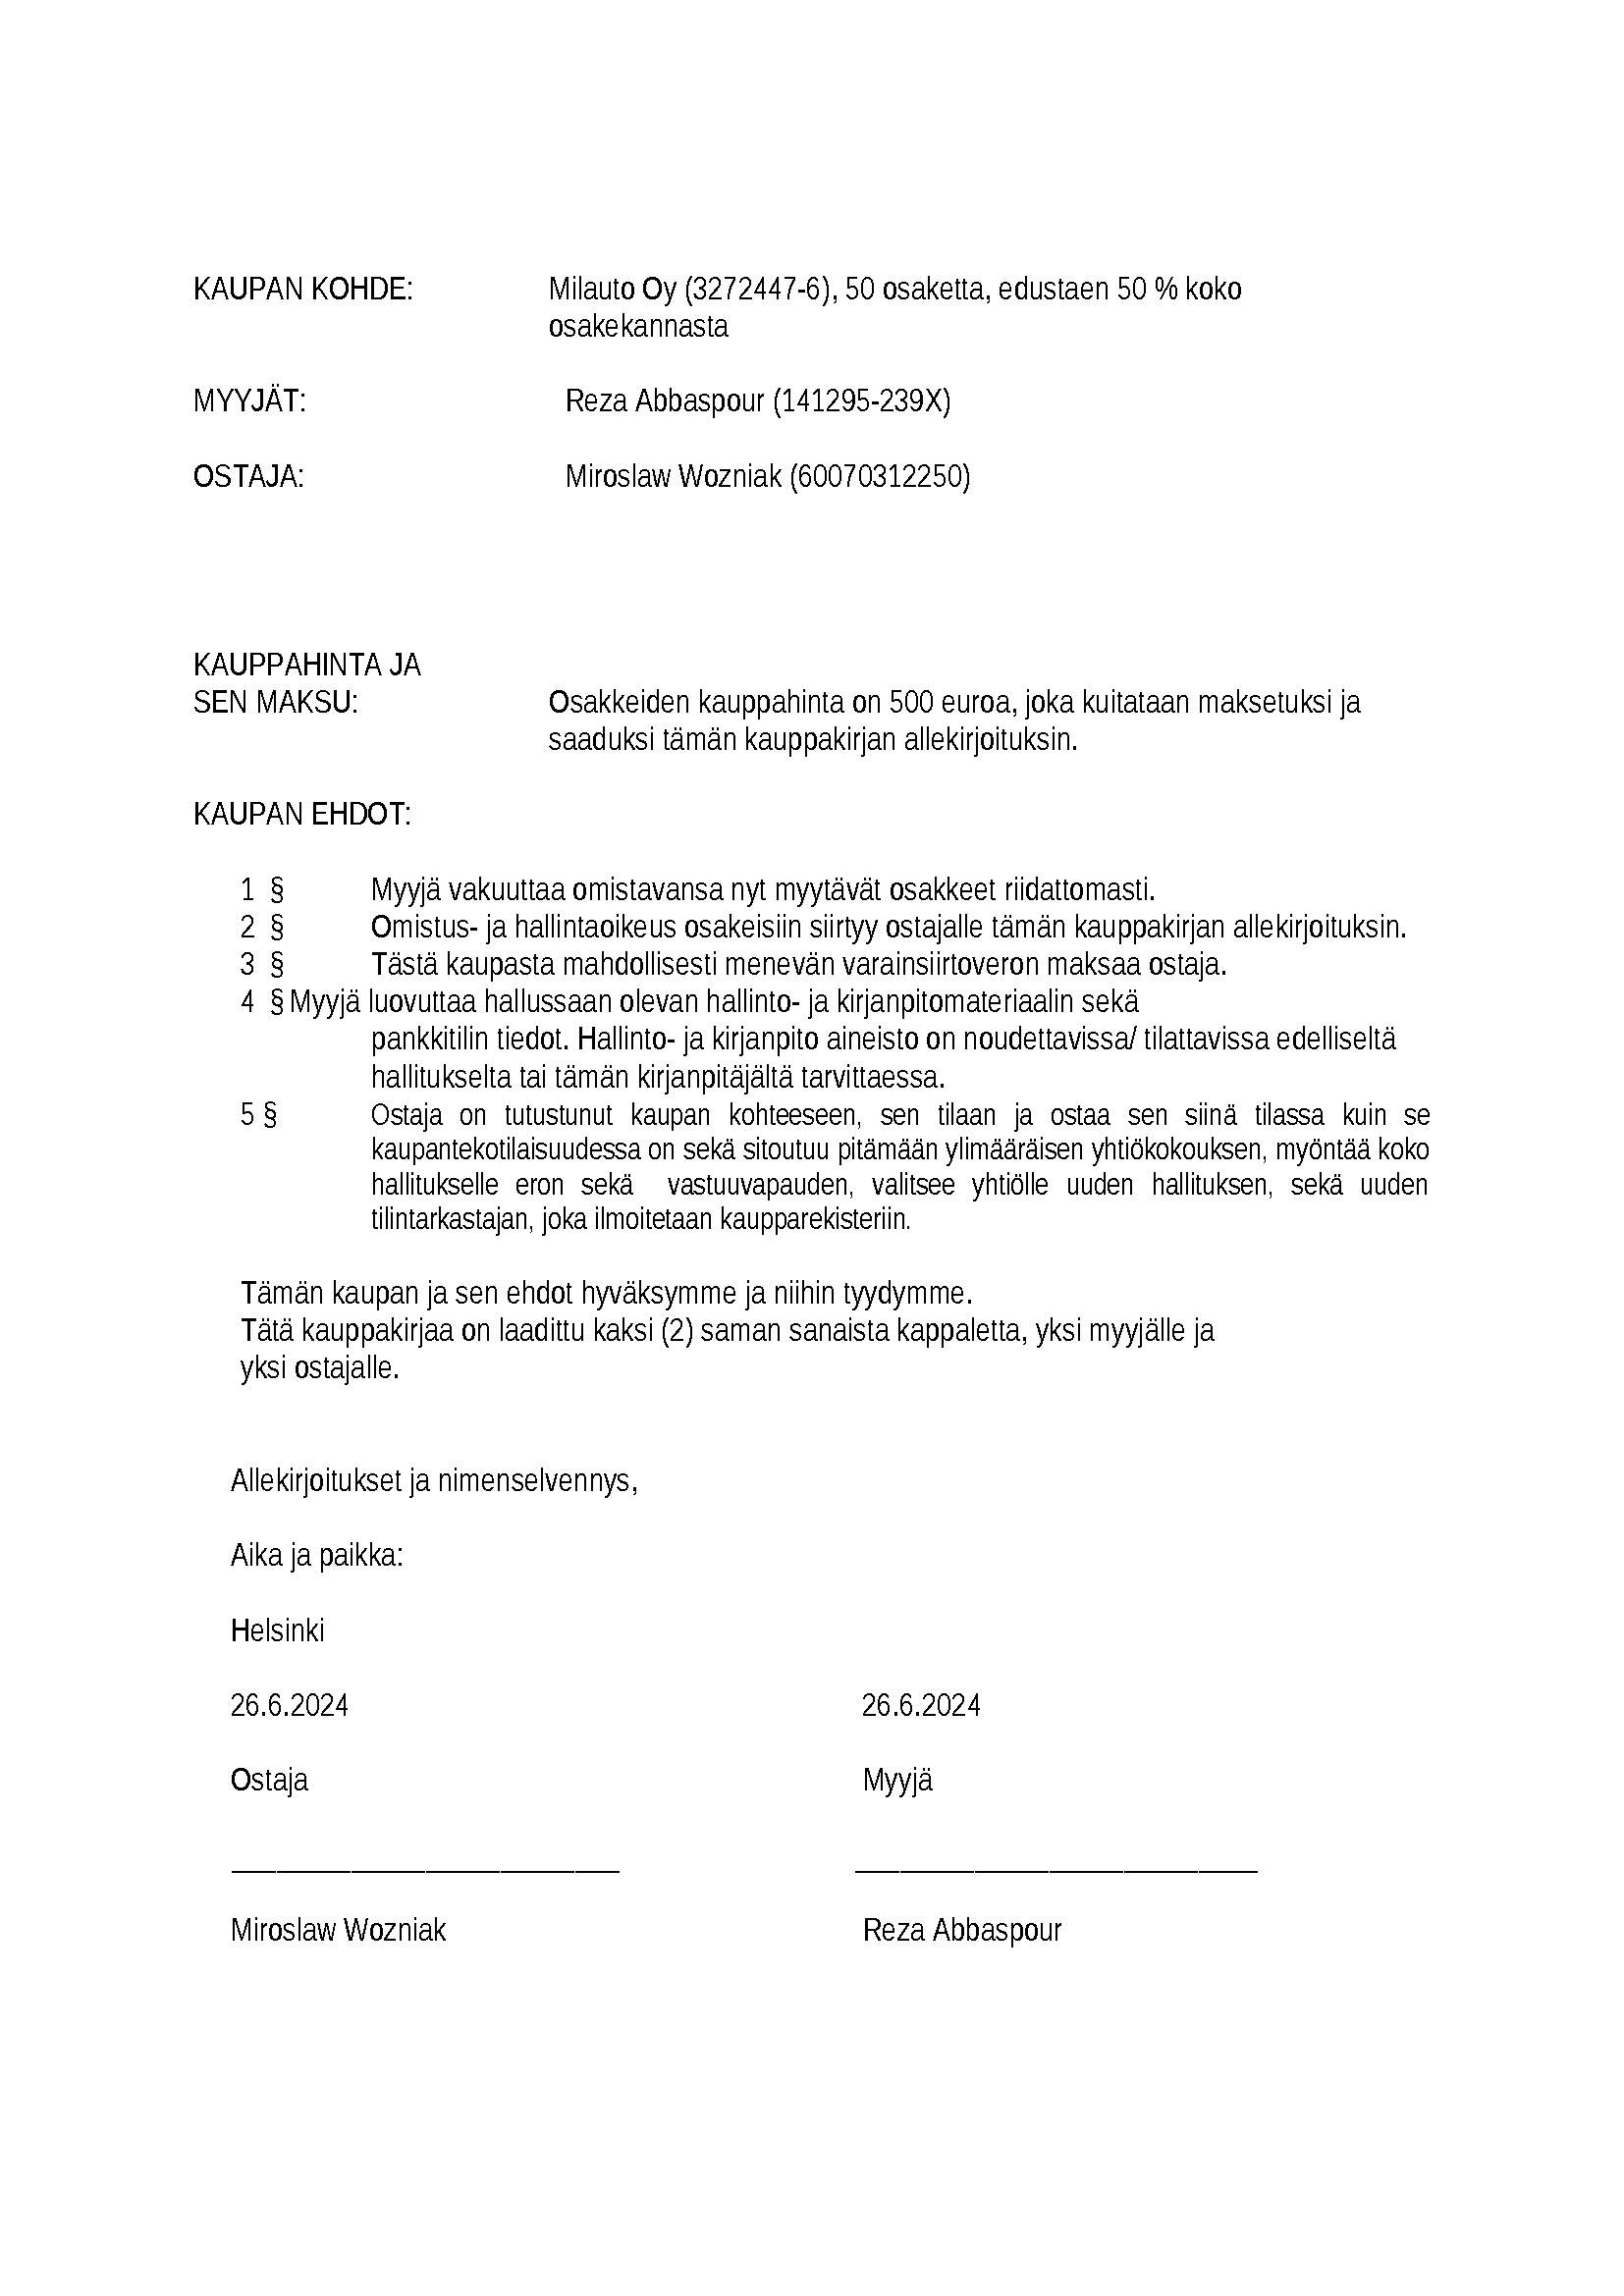 KAUPAN KOHDE: Milauto Oy (3272447-6), 50 osaketta, edustaen 50 % koko
osakekannasta
MYYJÄT: Reza Abbaspour (141295-239X)
OSTAJA: Miroslaw Wozniak (60070312250)
KAUPPAHINTA JA
SEN MAKSU: Osakkeiden kauppahinta on 500 euroa, joka kuitataan maksetuksi ja
saaduksi tämän kauppakirjan allekirjoituksin.
KAUPAN EHDOT:
1 § Myyjä vakuuttaa omistavansa nyt myytävät osakkeet riidattomasti.
2 § Omistus- ja hallintaoikeus osakeisiin siirtyy ostajalle tämän kauppakirjan allekirjoituksin.
3 § Tästä kaupasta mahdollisesti menevän varainsiirtoveron maksaa ostaja.
4 § Myyjä luovuttaa hallussaan olevan hallinto- ja kirjanpitomateriaalin sekä
pankkitilin tiedot. Hallinto- ja kirjanpito aineisto on noudettavissa/ tilattavissa edelliseltä
hallitukselta tai tämän kirjanpitäjältä tarvittaessa.
5 § Ostaja on tutustunut kaupan kohteeseen, sen tilaan ja ostaa sen siinä tilassa kuin se
kaupantekotilaisuudessa on sekä sitoutuu pitämään ylimääräisen yhtiökokouksen, myöntää koko
hallitukselle eron sekä vastuuvapauden, valitsee yhtiölle uuden hallituksen, sekä uuden
tilintarkastajan, joka ilmoitetaan kaupparekisteriin.
Tämän kaupan ja sen ehdot hyväksymme ja niihin tyydymme.
Tätä kauppakirjaa on laadittu kaksi (2) saman sanaista kappaletta, yksi myyjälle ja
yksi ostajalle.
Allekirjoitukset ja nimenselvennys,
Aika ja paikka:
Helsinki
26.6.2024 26.6.2024
Ostaja Myyjä
Miroslaw Wozniak Reza Abbaspour